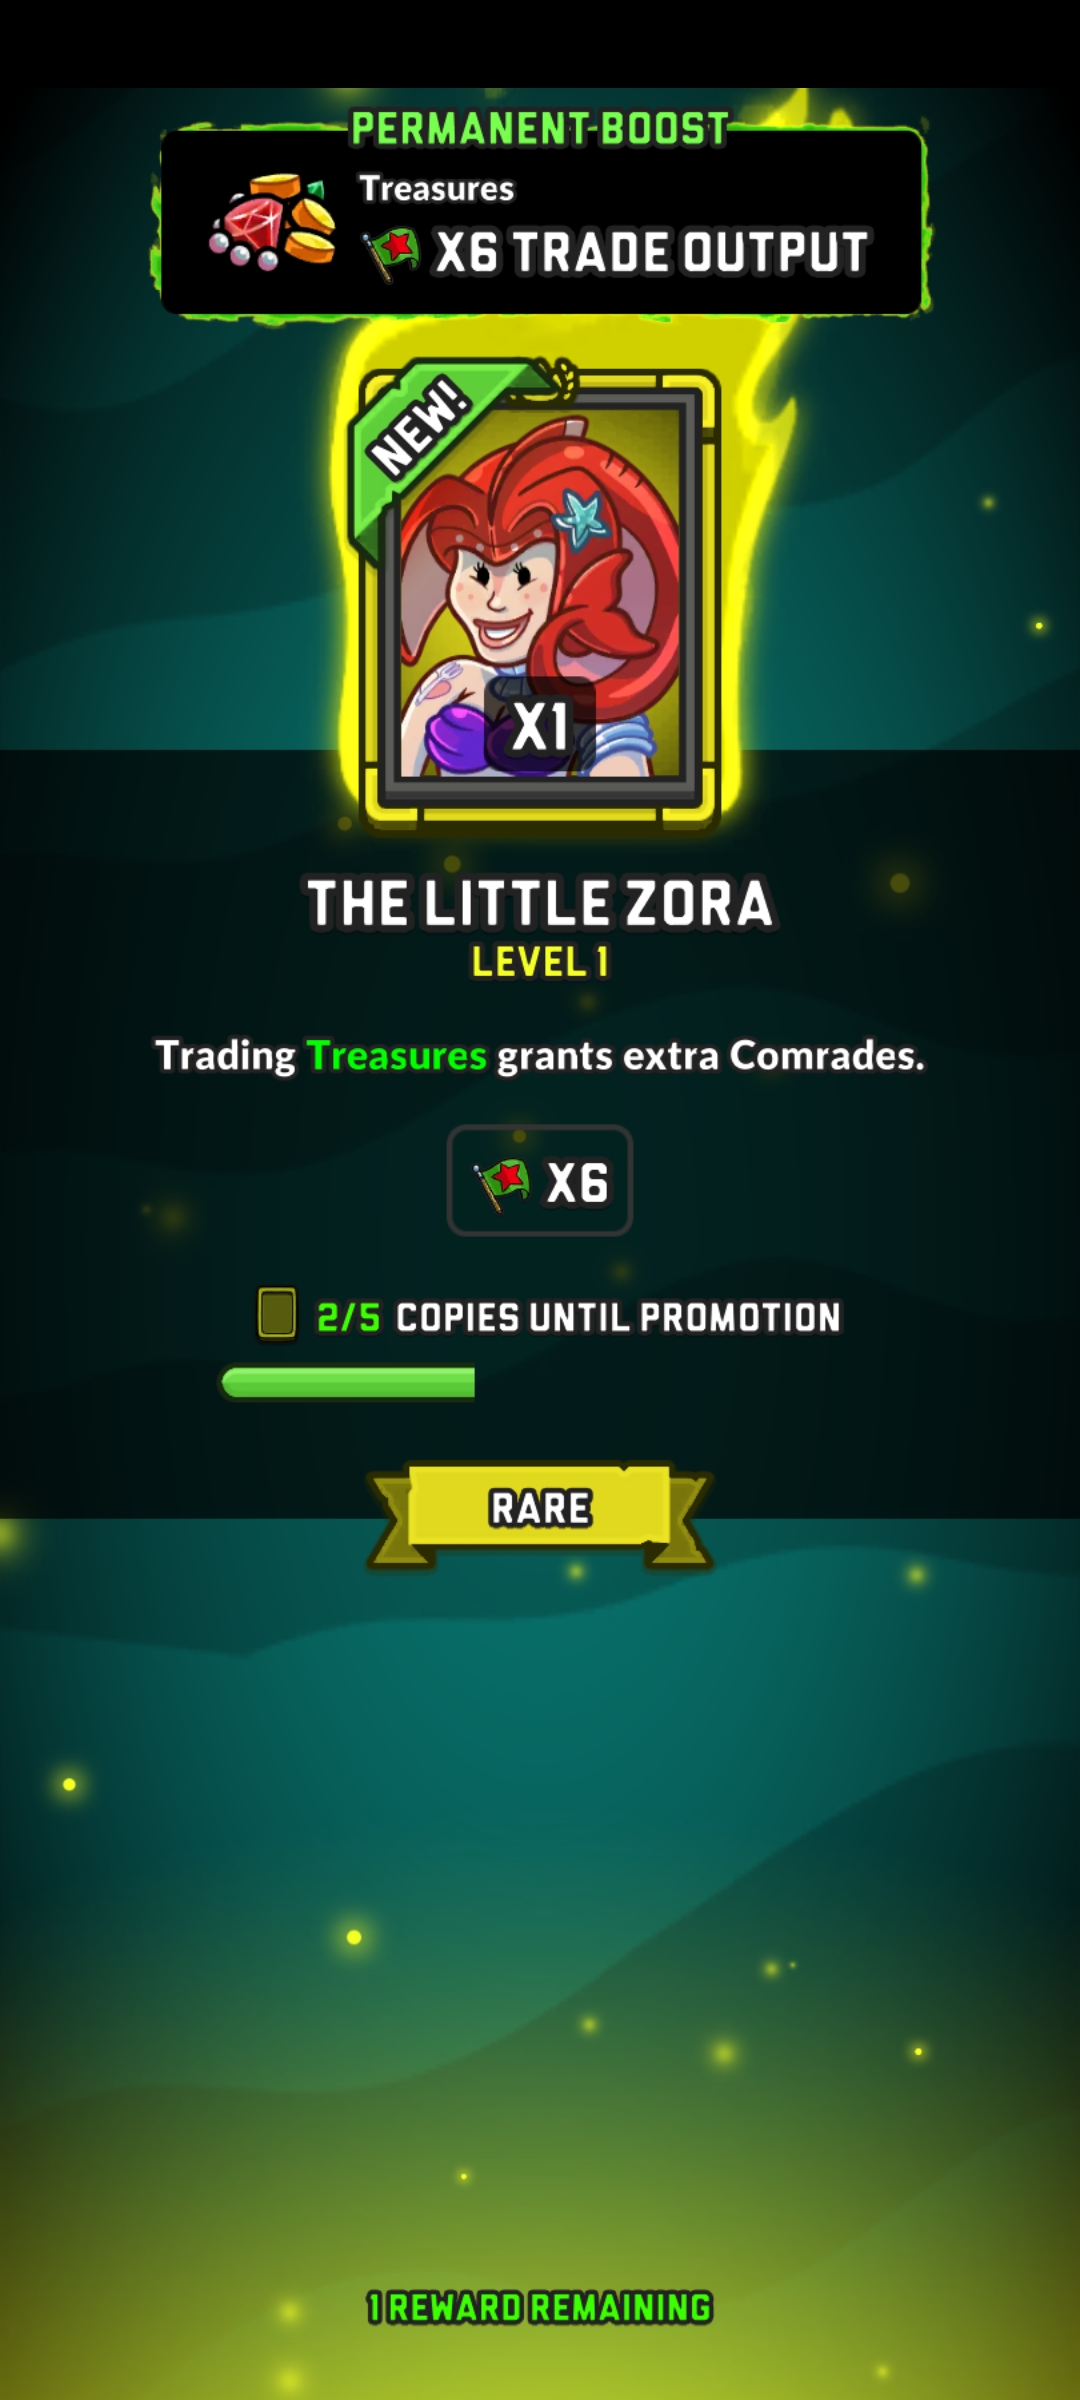 PERMANENT BOOST
Treasures
X6 TRADE OUTPUT
NEW!
X1
THE LITTLE ZORA
LEVEL 1
Trading Treasures grants extra Comrades.
X6
2/5 COPIES UNTIL PROMOTION
RARE
1 REWARD REMAINING